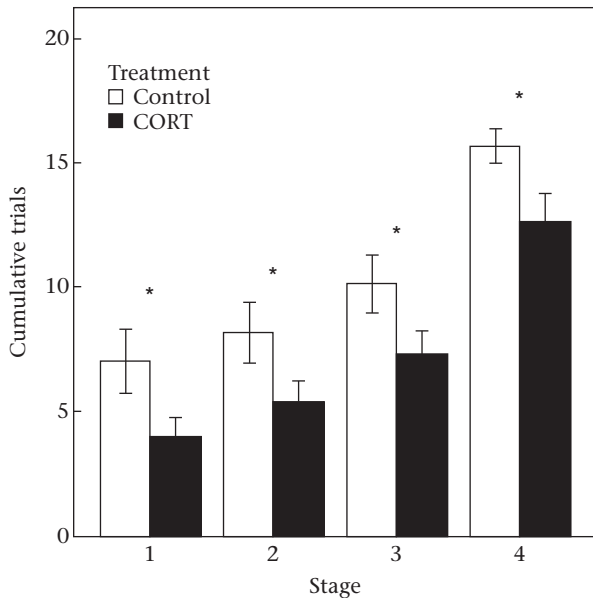 20
15
10
5
0
Cumulative trials
Treatment
Control
CORT
*
*
*
*
1 2 3 4
Stage